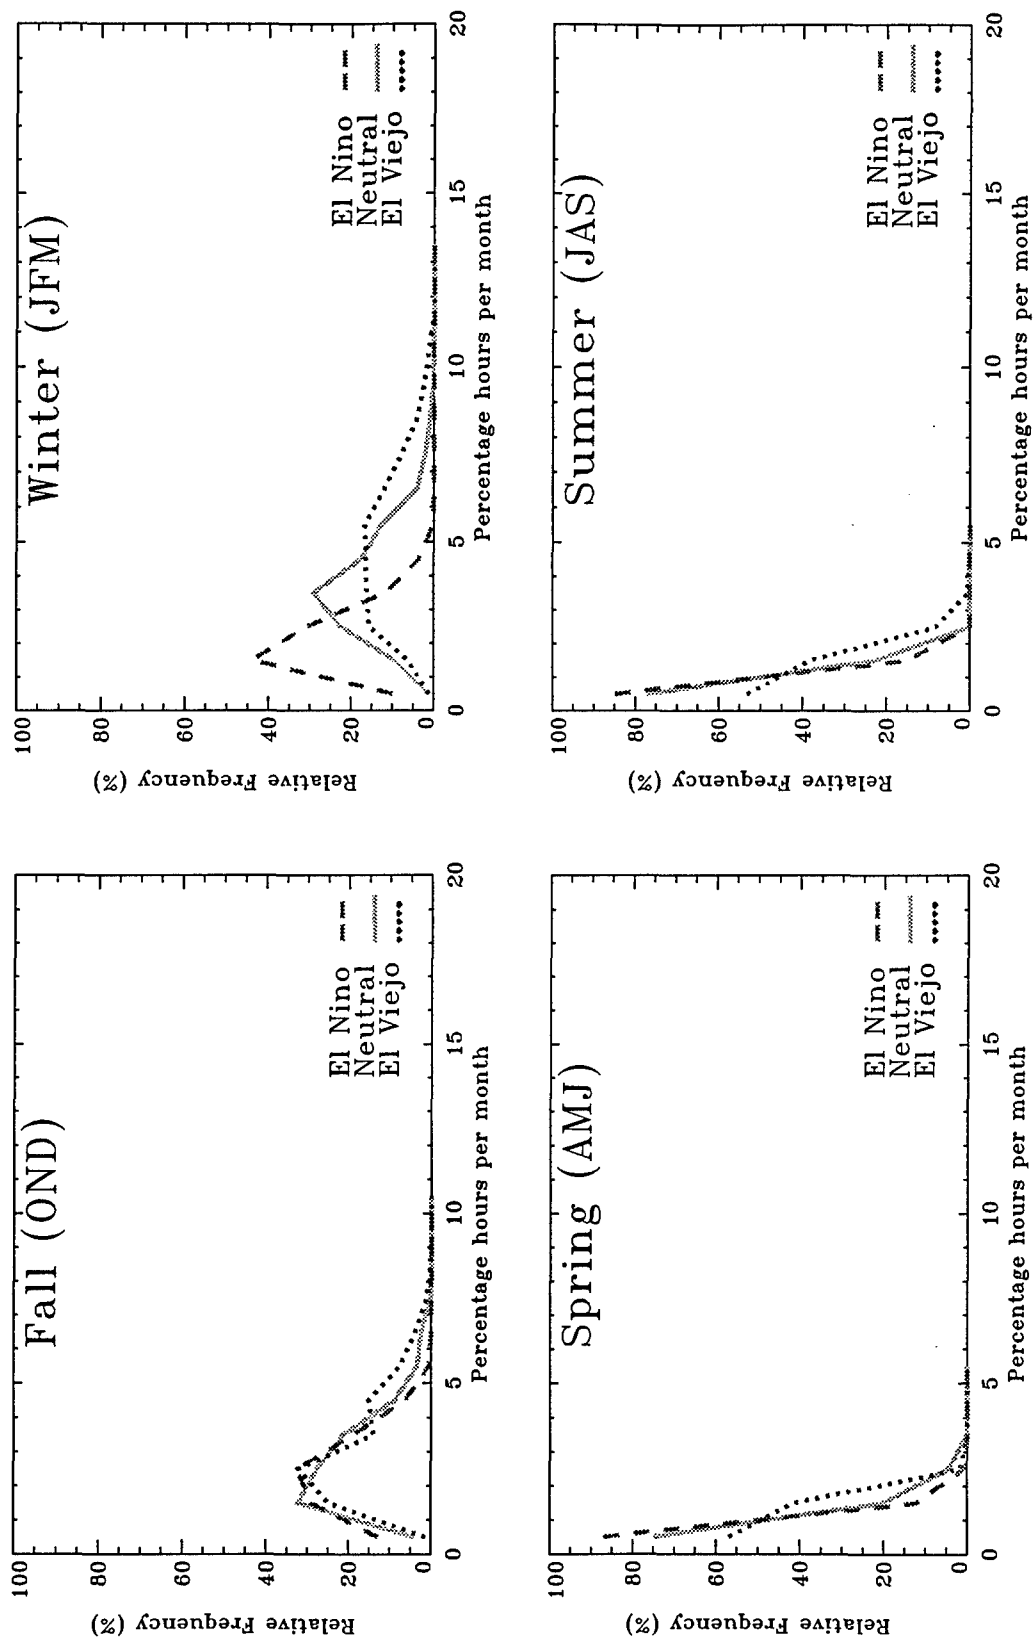 Fall (OND)
100
80
60
40
20
0
Relative Frequency (%)
El Nino
Neutral
El Viejo
0
5
10
15
20
Percentage hours per month
Winter (JFM)
100
80
60
40
20
0
Relative Frequency (%)
El Nino
Neutral
El Viejo
0
5
10
15
20
Percentage hours per month
Spring (AMJ)
100
80
60
40
20
0
Relative Frequency (%)
El Nino
Neutral
El Viejo
0
5
10
15
20
Percentage hours per month
Summer (JAS)
100
80
60
40
20
0
Relative Frequency (%)
El Nino
Neutral
El Viejo
0
5
10
15
20
Percentage hours per month